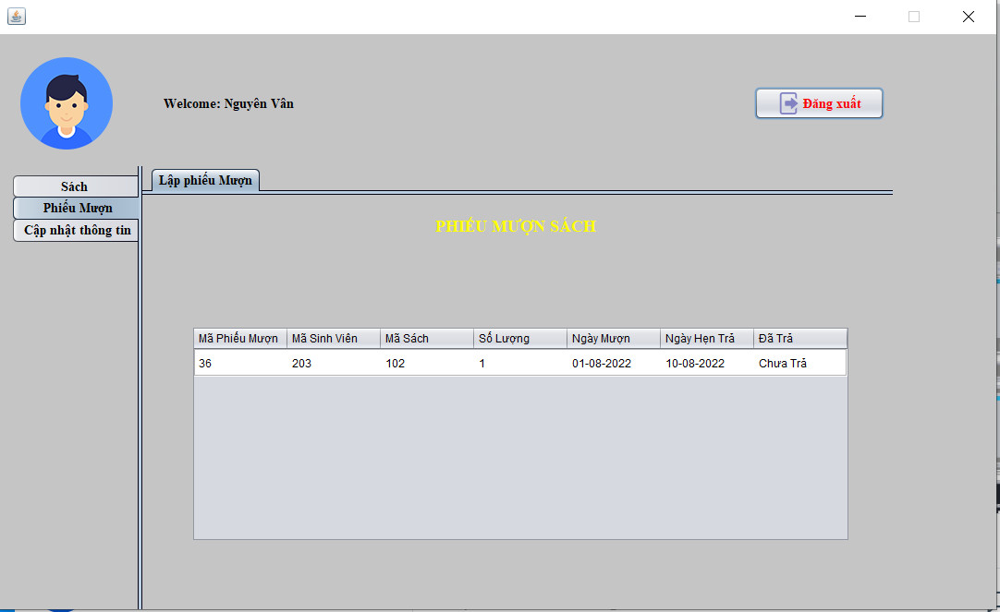 Welcome: Nguyên Vân
Đăng xuất
Sách
Phiếu Mượn
Cập nhật thông tin
Lập phiếu Mượn
PHIẾU MƯỢN SÁCH
Mã Phiếu Mượn Mã Sinh Viên Mã Sách Số Lượng Ngày Mượn Ngày Hẹn Trả Đã Trả
36 203 102 1 01-08-2022 10-08-2022 Chưa Trả